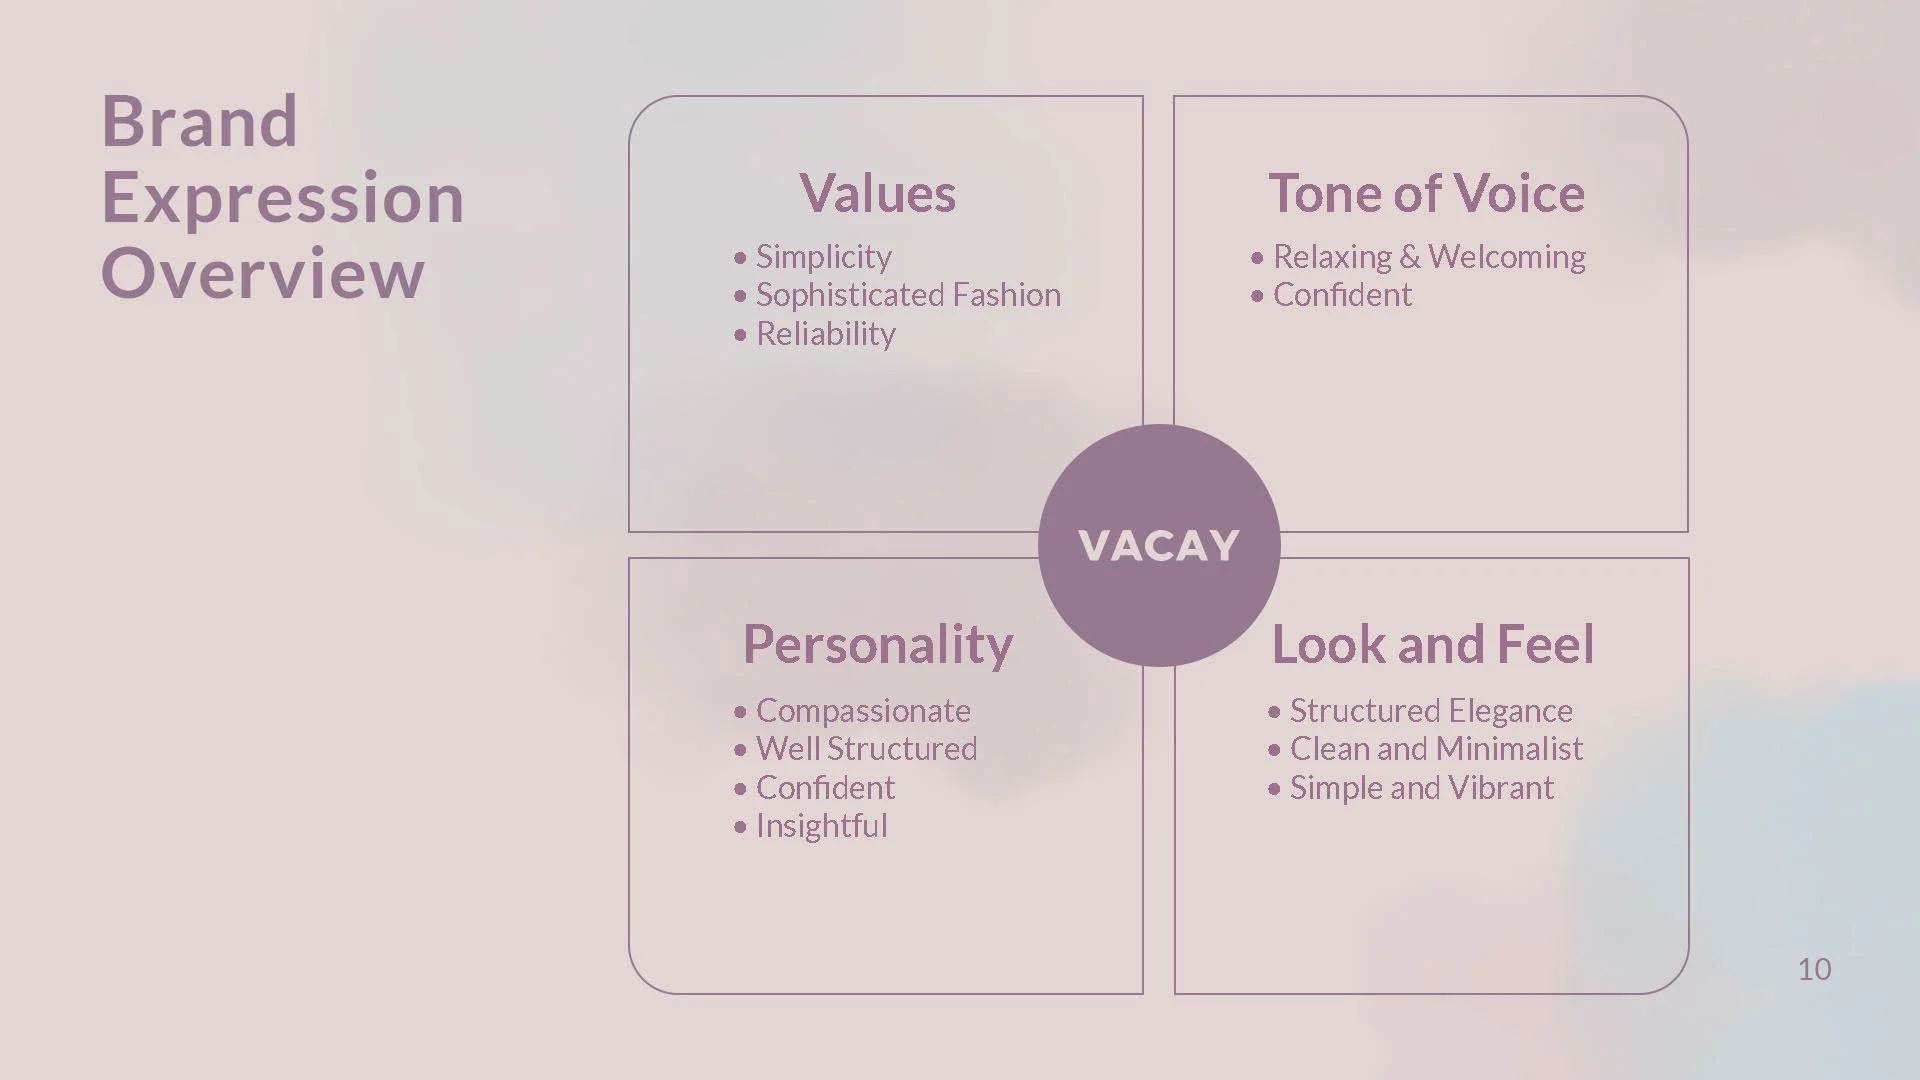 Brand
Expression
Overview
Values
• Simplicity
• Sophisticated Fashion
• Reliability
Tone of Voice
• Relaxing & Welcoming
• Confident
VACAY
Personality
• Compassionate
• Well Structured
• Confident
• Insightful
Look and Feel
• Structured Elegance
• Clean and Minimalist
• Simple and Vibrant
10